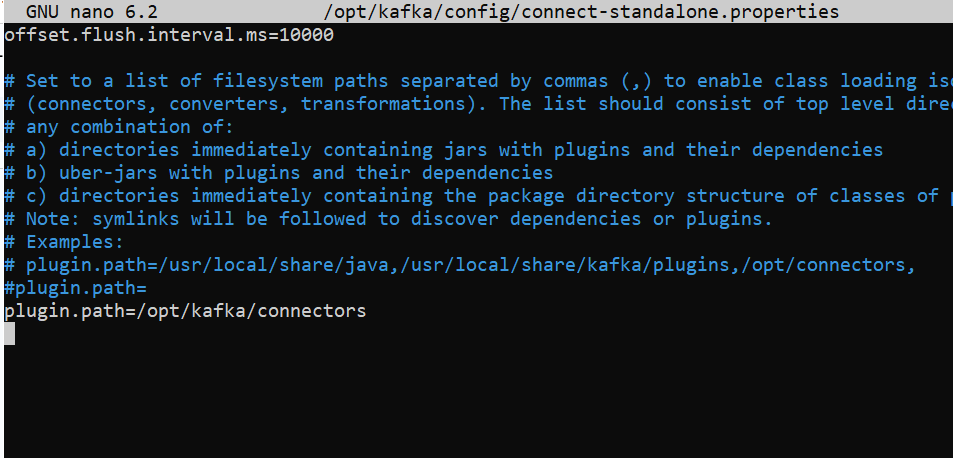 GNU nano 6.2 /opt/kafka/config/connect-standalone.properties
offset.flush.interval.ms=10000
# Set to a list of filesystem paths separated by commas (,) to enable class loading iso
# (connectors, converters, transformations). The list should consist of top level dire
# any combination of:
# a) directories immediately containing jars with plugins and their dependencies
# b) uber-jars with plugins and their dependencies
# c) directories immediately containing the package directory structure of classes of p
# Note: symlinks will be followed to discover dependencies or plugins.
# Examples:
# plugin.path=/usr/local/share/java,/usr/local/share/kafka/plugins,/opt/connectors,
#plugin.path=
plugin.path=/opt/kafka/connectors